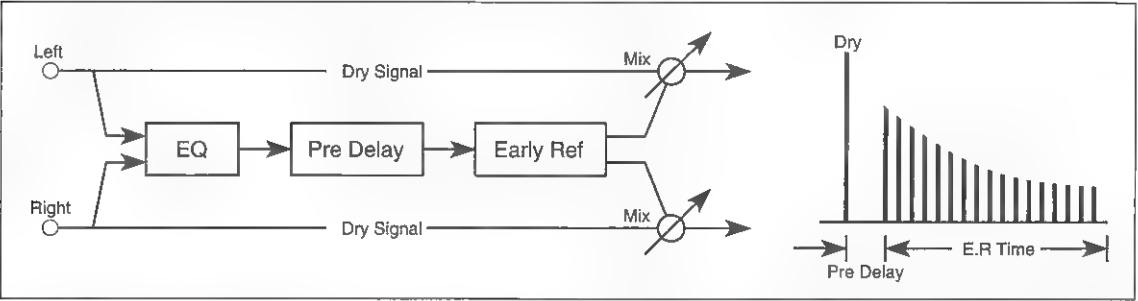 Left
Dry Signal
Mix
EQ
Pre Delay
Early Ref
Right
Dry Signal
Mix
Dry
E.R Time
Pre Delay